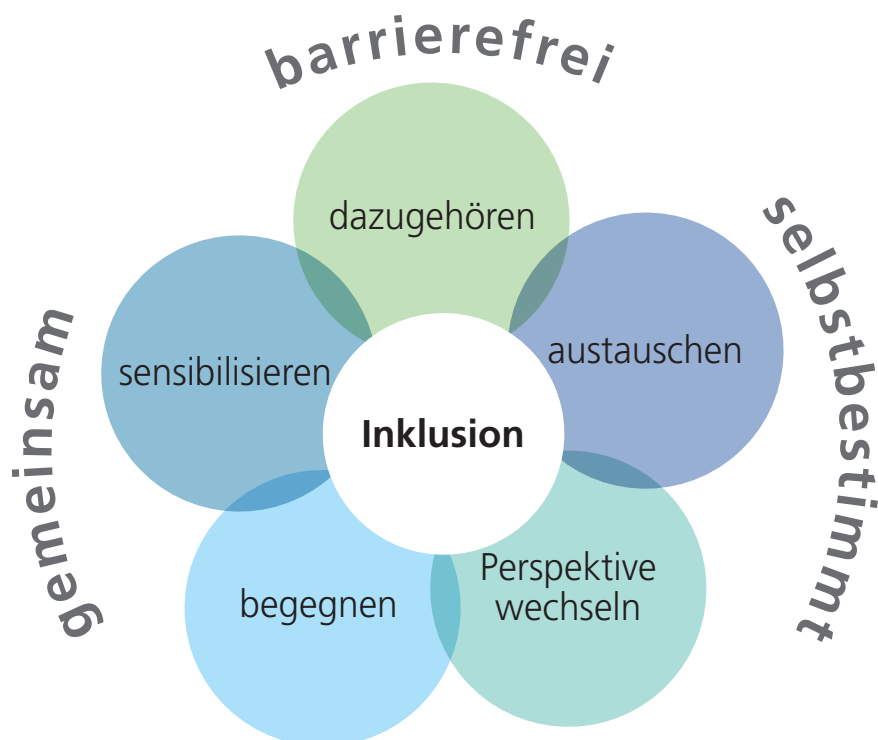 barrierefrei
dazugehören
selbstbestimmt
austauschen
sensibilisieren
gemeinsam
Inklusion
Perspektive
wechseln
begegnen